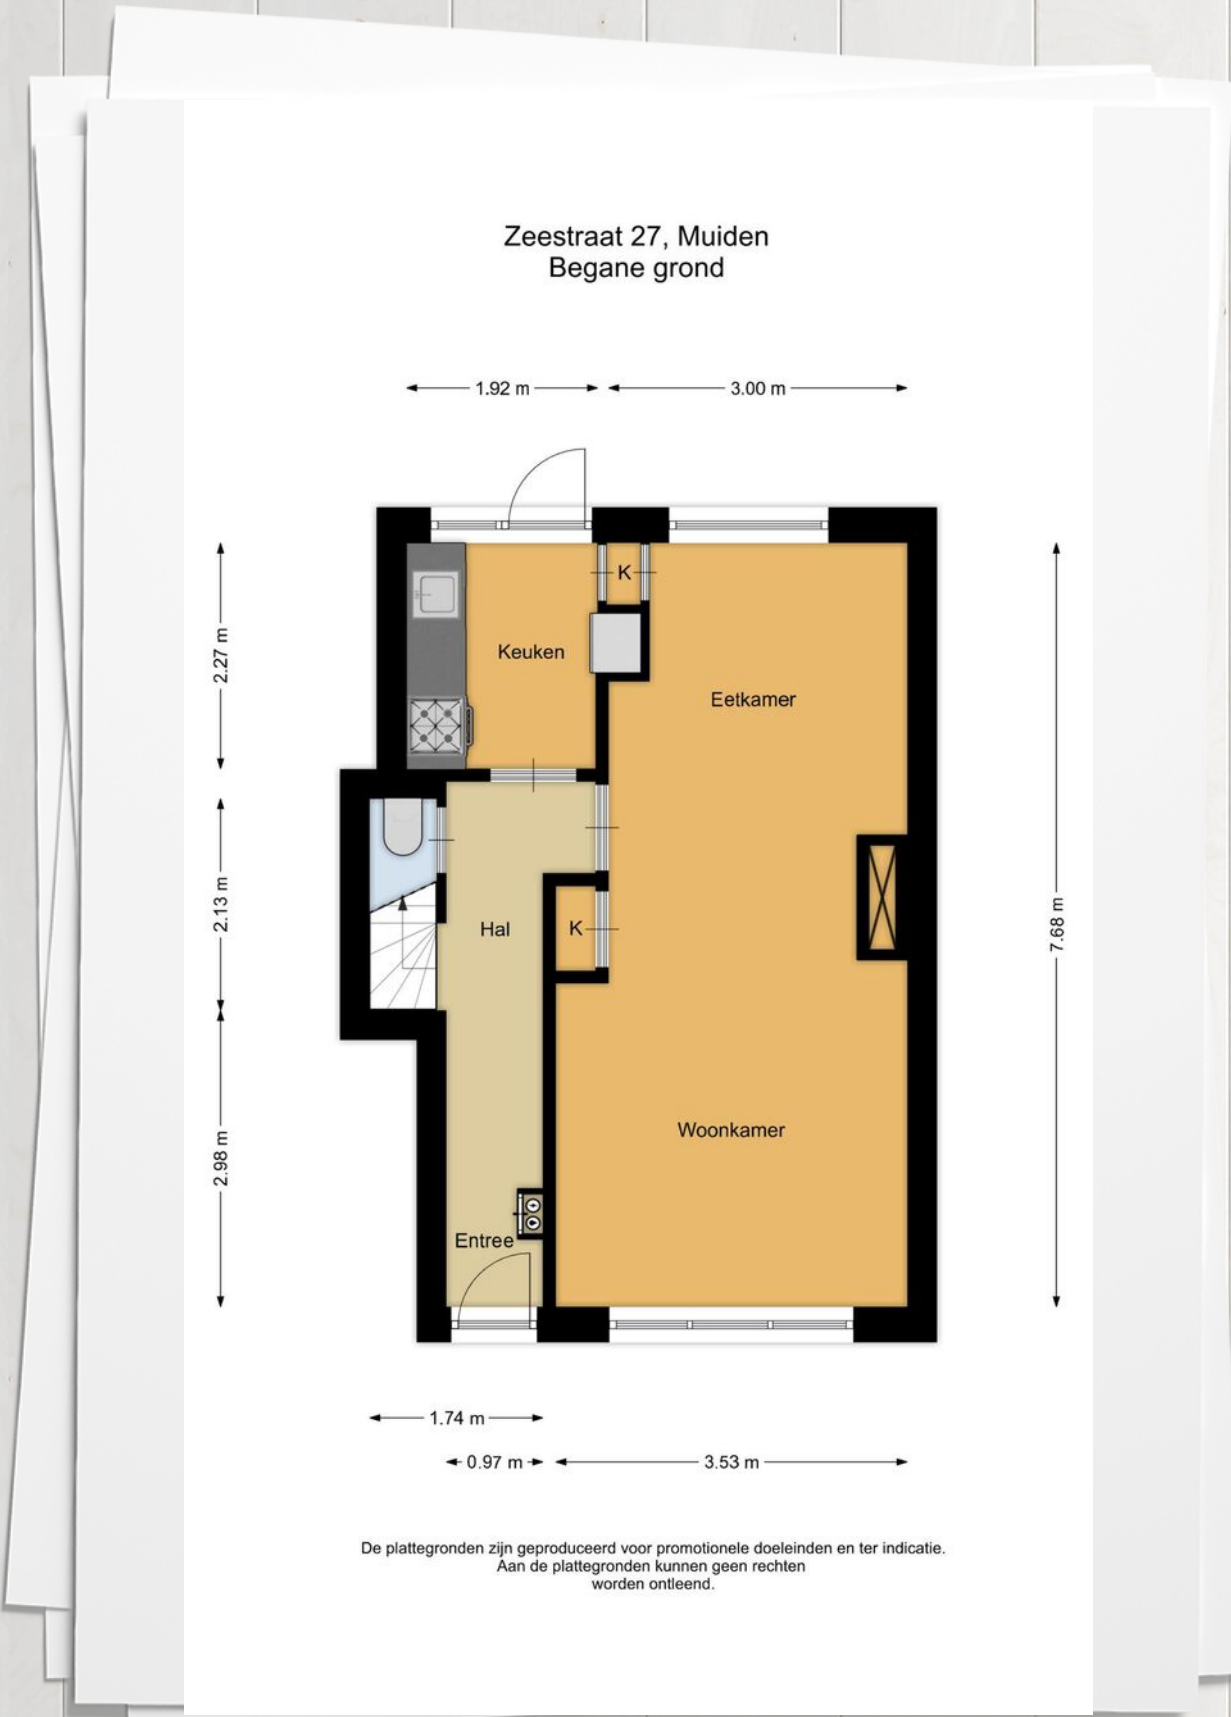 Zeestraat 27, Muiden
Begane grond
1.92 m
3.00 m
K
Keuken
Eetkamer
2.27 m
2.13 m
Hal
K
7.68 m
2.98 m
Woonkamer
Entree
1.74 m
0.97 m
3.53 m
De plattegronden zijn geproduceerd voor promotionele doeleinden en ter indicatie.
Aan de plattegronden kunnen geen rechten
worden ontleend.